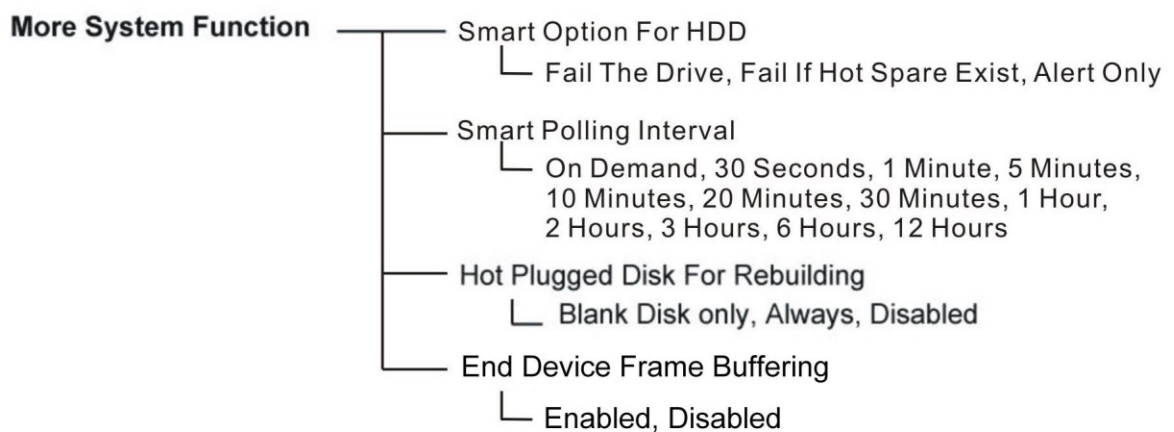 More System Function
Smart Option For HDD
Fail The Drive, Fail If Hot Spare Exist, Alert Only
Smart Polling Interval
On Demand, 30 Seconds, 1 Minute, 5 Minutes,
10 Minutes, 20 Minutes, 30 Minutes, 1 Hour,
2 Hours, 3 Hours, 6 Hours, 12 Hours
Hot Plugged Disk For Rebuilding
Blank Disk only, Always, Disabled
End Device Frame Buffering
Enabled, Disabled